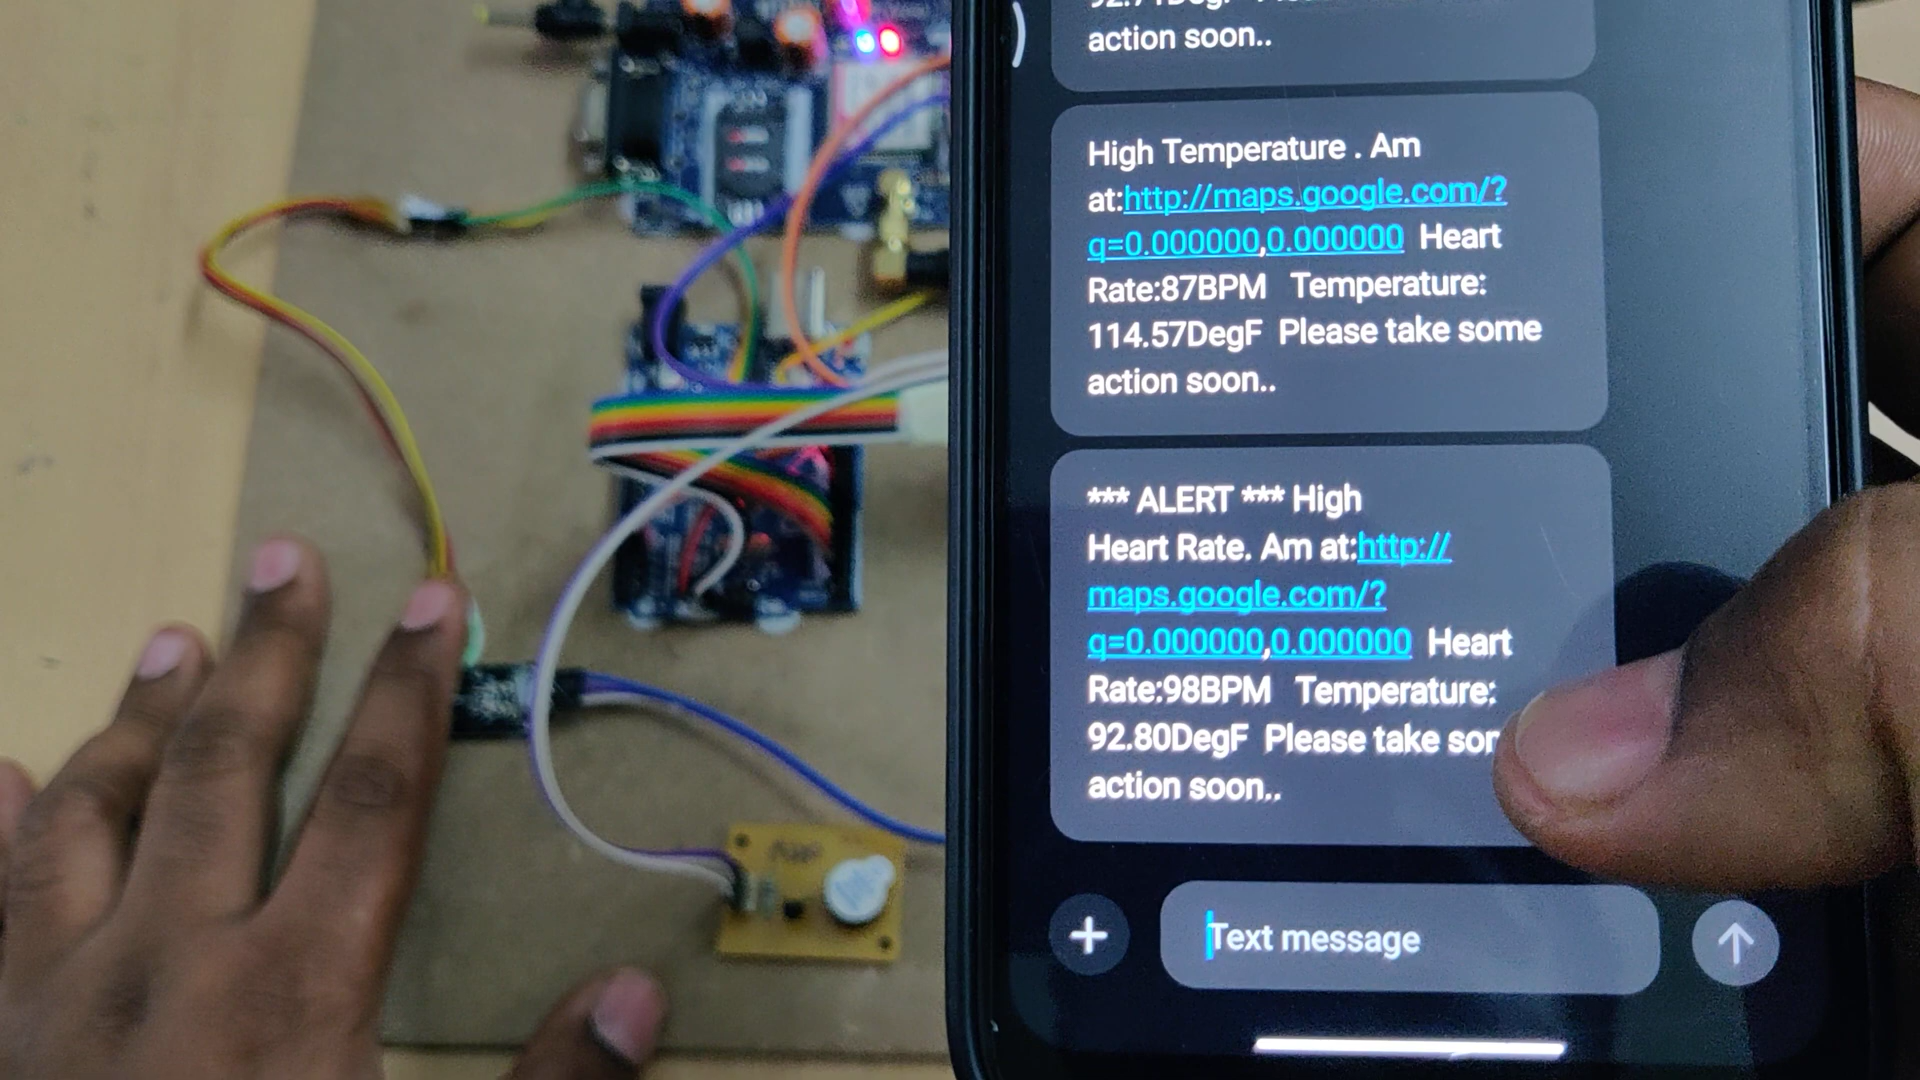 action soon..
High Temperature . Am
at:http://maps.google.com/?
q=0.000000,0.000000 Heart
Rate:87BPM Temperature:
114.57DegF Please take some
action soon..
*** ALERT *** High
Heart Rate. Am at:http://
maps.google.com/?
q=0.000000,0.000000 Heart
Rate:98BPM Temperature:
92.80DegF Please take
action soon..
Text message